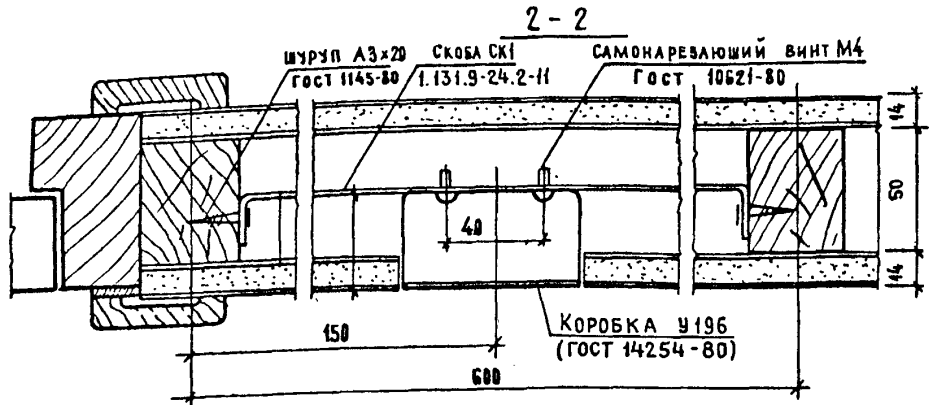 2 - 2
ШУРУП А3×20
ГОСТ 1145-80
СКОБА СК1
1.131.9-24.2-11
САМОНАРЕЗАЮШИЙ ВИНТ М4
ГОСТ 10621-80
14
50
14
40
КОРОБКА У196
(ГОСТ 14254-80)
150
600